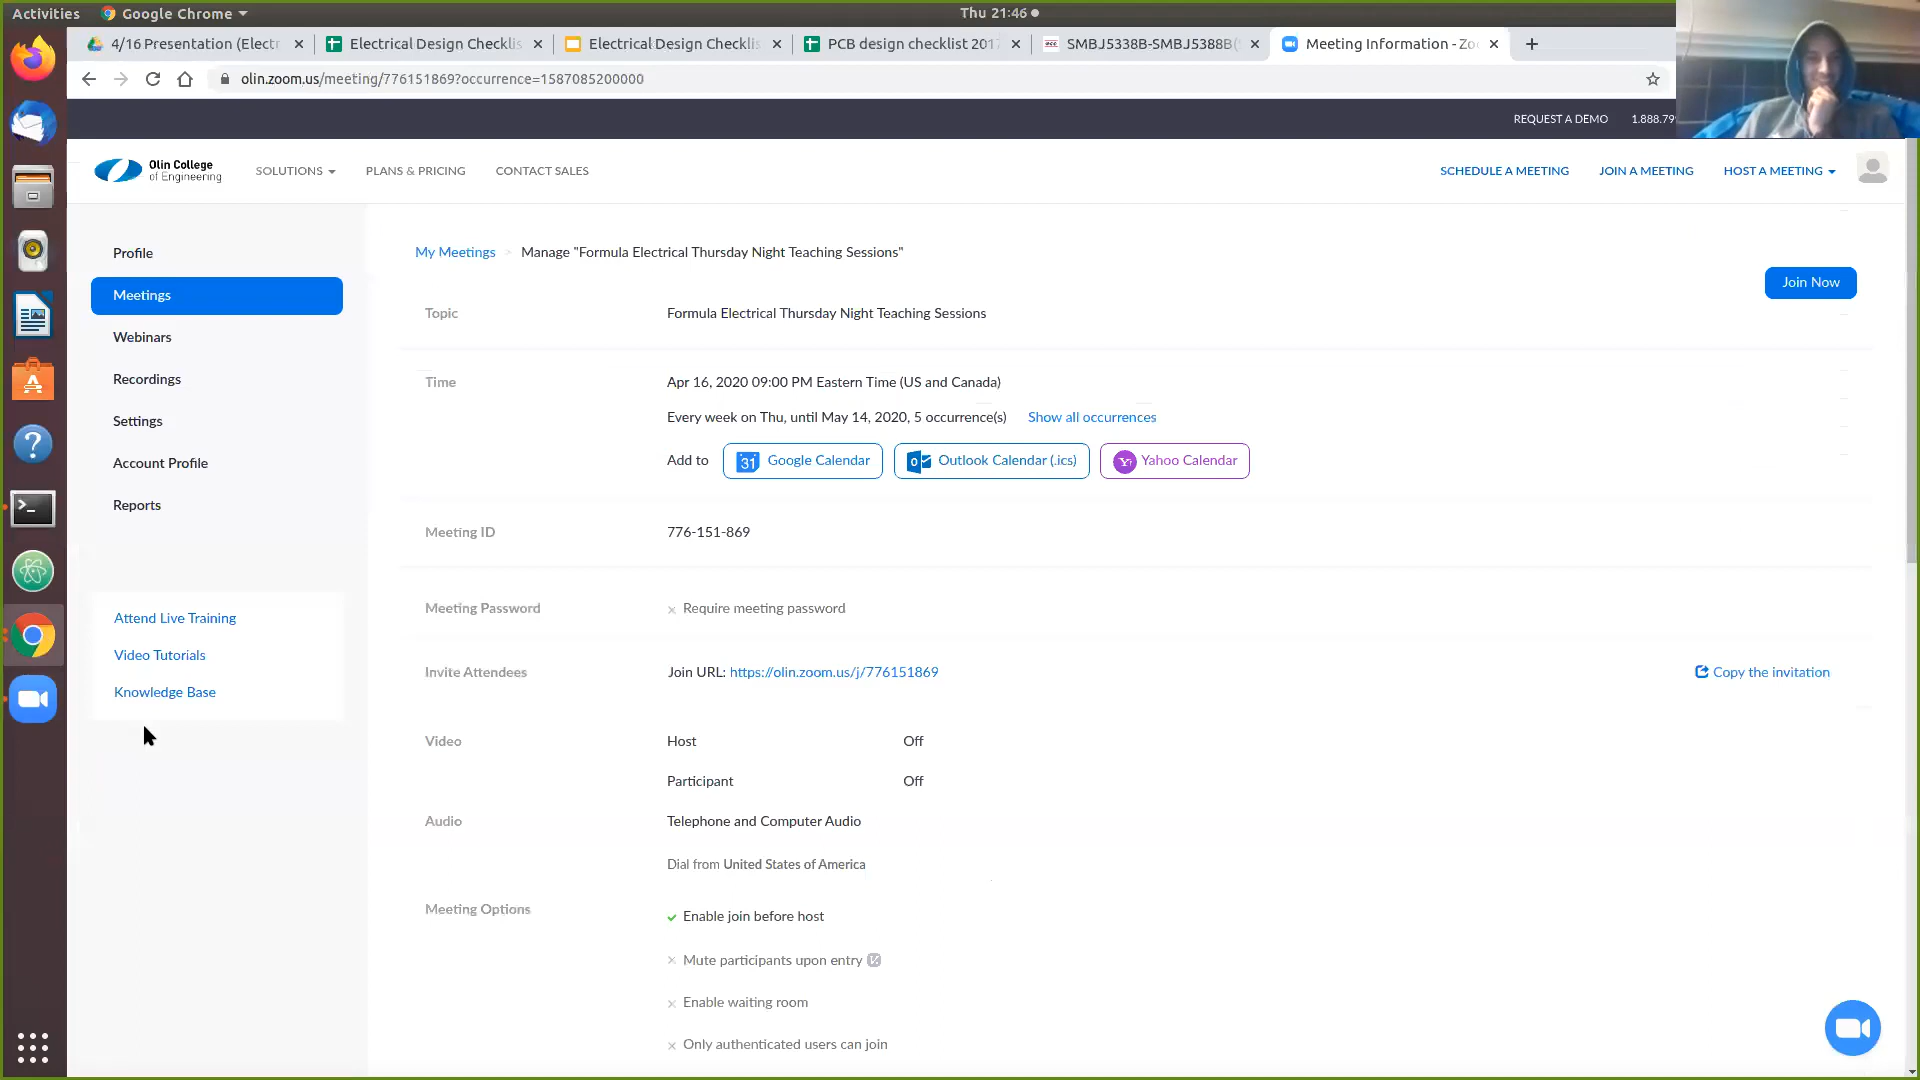 Activities
Google Chrome
Thu 21:46
4/16 Presentation (Electr
Electrical Design Checklis
Electrical Design Checklis
PCB design checklist 2017
SMBJ5338B-SMBJ5388B(
Meeting Information - Zo
olin.zoom.us/meeting/776151869?occurrence=1587085200000
REQUEST A DEMO
1.888.79
Olin College
of Engineering
SOLUTIONS
PLANS & PRICING
CONTACT SALES
SCHEDULE A MEETING
JOIN A MEETING
HOST A MEETING
Profile
Meetings
Webinars
Recordings
Settings
Account Profile
Reports
Attend Live Training
Video Tutorials
Knowledge Base
My Meetings > Manage "Formula Electrical Thursday Night Teaching Sessions"
Join Now
Topic
Formula Electrical Thursday Night Teaching Sessions
Time
Apr 16, 2020 09:00 PM Eastern Time (US and Canada)
Every week on Thu, until May 14, 2020, 5 occurrence(s)
Show all occurrences
Add to
31 Google Calendar
Outlook Calendar (.ics)
Yahoo Calendar
Meeting ID
776-151-869
Meeting Password
Require meeting password
Invite Attendees
Join URL: https://olin.zoom.us/j/776151869
Copy the invitation
Video
Host
Off
Participant
Off
Audio
Telephone and Computer Audio
Dial from United States of America
Meeting Options
Enable join before host
Mute participants upon entry
Enable waiting room
Only authenticated users can join